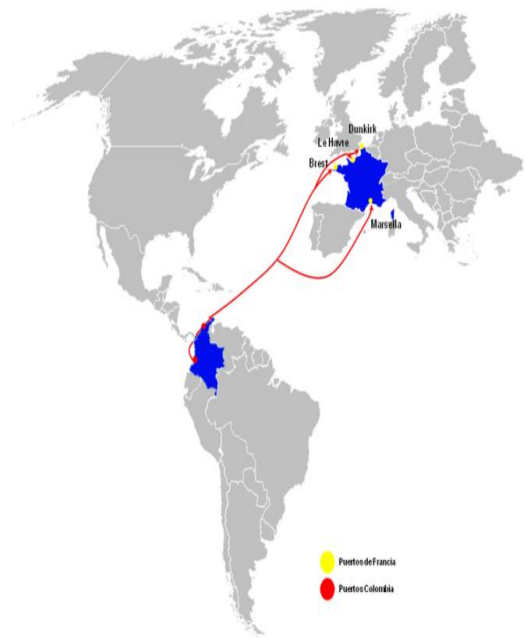 Dunkirk
Le Havre
Brest
Marsella
Puertos de Francia
Puertos Colombia